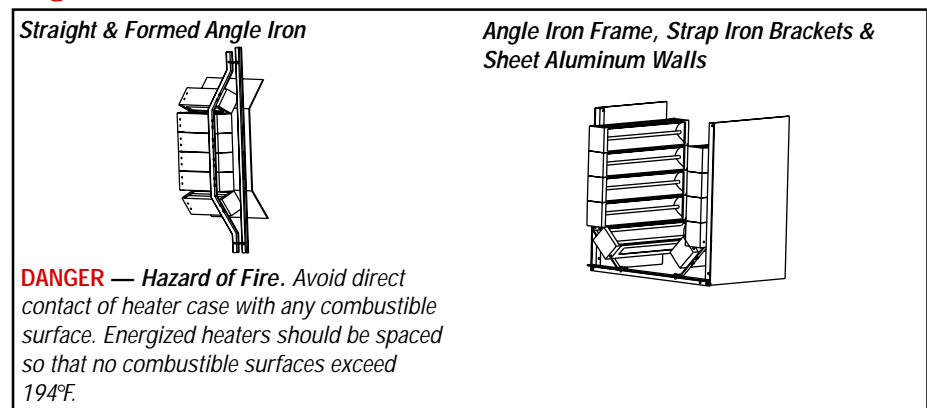 Straight & Formed Angle Iron
DANGER — Hazard of Fire. Avoid direct
contact of heater case with any combustible
surface. Energized heaters should be spaced
so that no combustible surfaces exceed
194°F.
Angle Iron Frame, Strap Iron Brackets &
Sheet Aluminum Walls